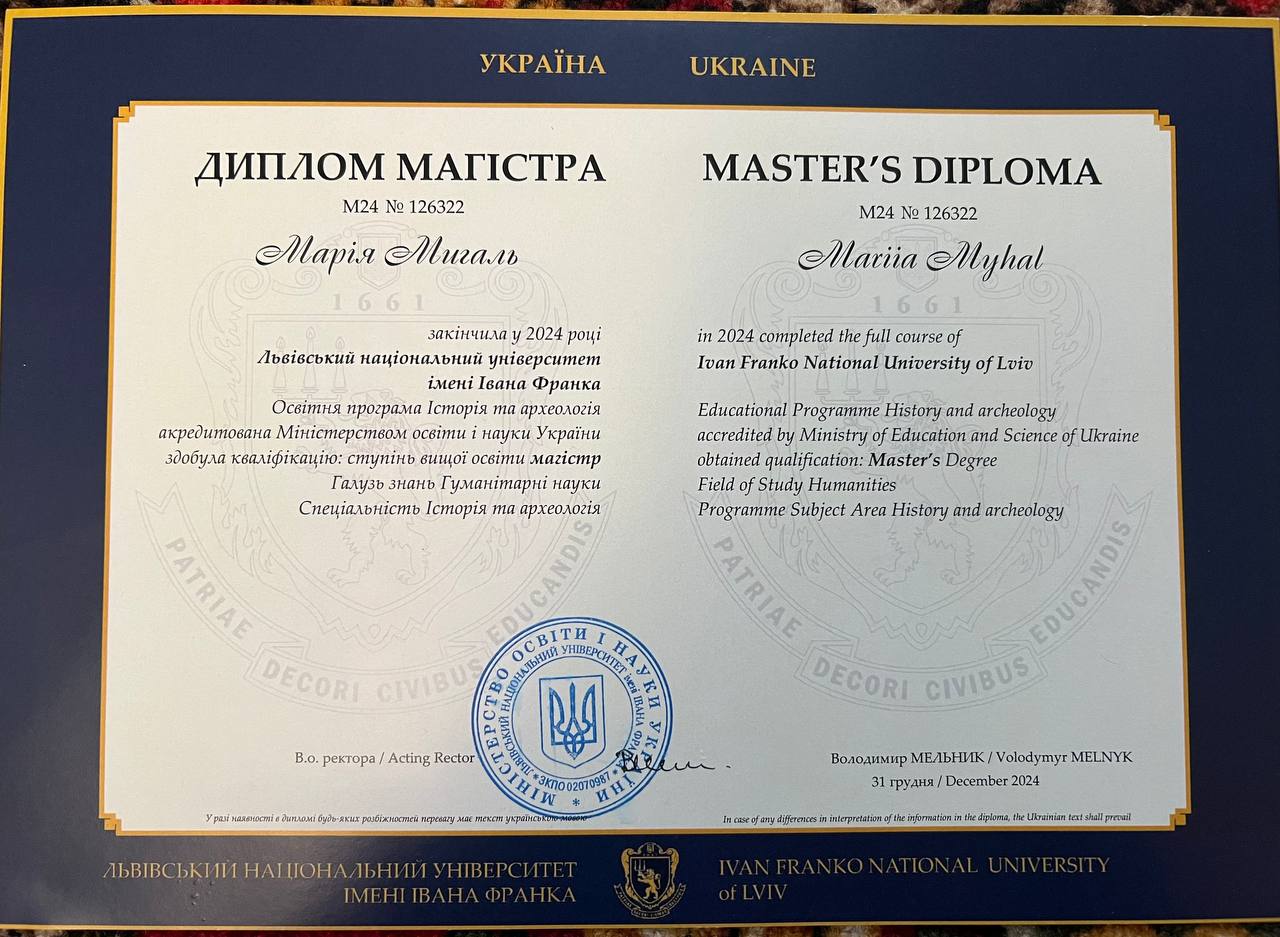 УКРАЇНА
UKRAINE
ДИПЛОМ МАГІСТРА
М24 № 126322
Марія Мигаль
1661
закінчила у 2024 році
Львівський національний університет
імені Івана Франка
Освітня програма Історія та археологія
акредитована Міністерством освіти і науки України
здобула кваліфікацію: ступінь вищої освіти магістр
Галузь знань Гуманітарні науки
Спеціальність Історія та археологія
PATRIAE DECORI CIVIBUS EDUCANDIS
MASTER’S DIPLOMA
M24 № 126322
Mariia Myhal
1661
in 2024 completed the full course of
Ivan Franko National University of Lviv
Educational Programme History and archeology
accredited by Ministry of Education and Science of Ukraine
obtained qualification: Master’s Degree
Field of Study Humanities
Programme Subject Area History and archeology
PATRIAE DECORI CIVIBUS EDUCANDIS
МІНІСТЕРСТВО ОСВІТИ І НАУКИ УКРАЇНИ
ЛЬВІВСЬКИЙ НАЦІОНАЛЬНИЙ УНІВЕРСИТЕТ імені ІВАНА
* ЗКПО 02070987 *
В.о. ректора / Acting Rector
Володимир МЕЛЬНИК / Volodymyr MELNYK
31 грудня / December 2024
У разі наявності в дипломі будь-яких розбіжностей перевагу має текст українською мовою
In case of any differences in interpretation of the information in the diploma, the Ukrainian text shall prevail
ЛЬВІВСЬКИЙ НАЦІОНАЛЬНИЙ УНІВЕРСИТЕТ
ІМЕНІ ІВАНА ФРАНКА
IVAN FRANKO NATIONAL UNIVERSITY
of LVIV